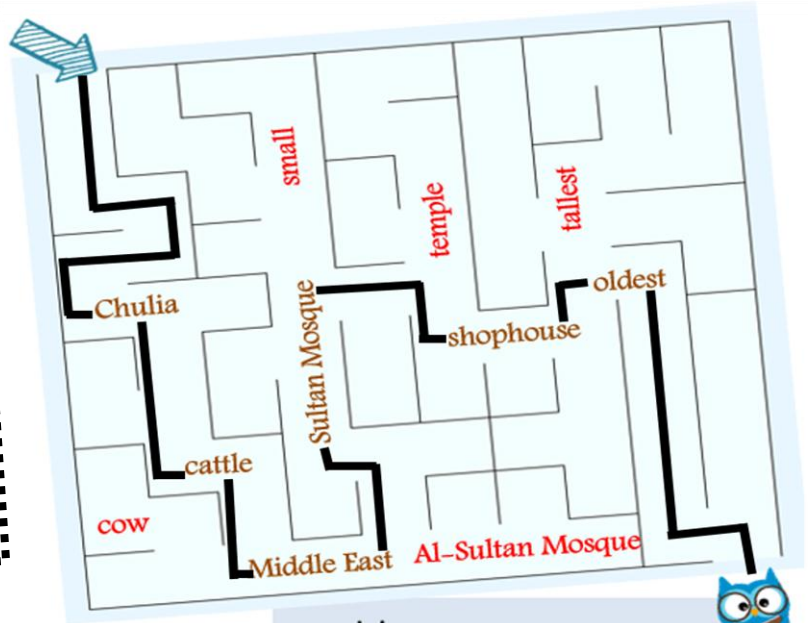 small
temple
tallest
Chulia
Sultan Mosque
oldest
shophouse
cattle
cow
Middle East
Al-Sultan Mosque